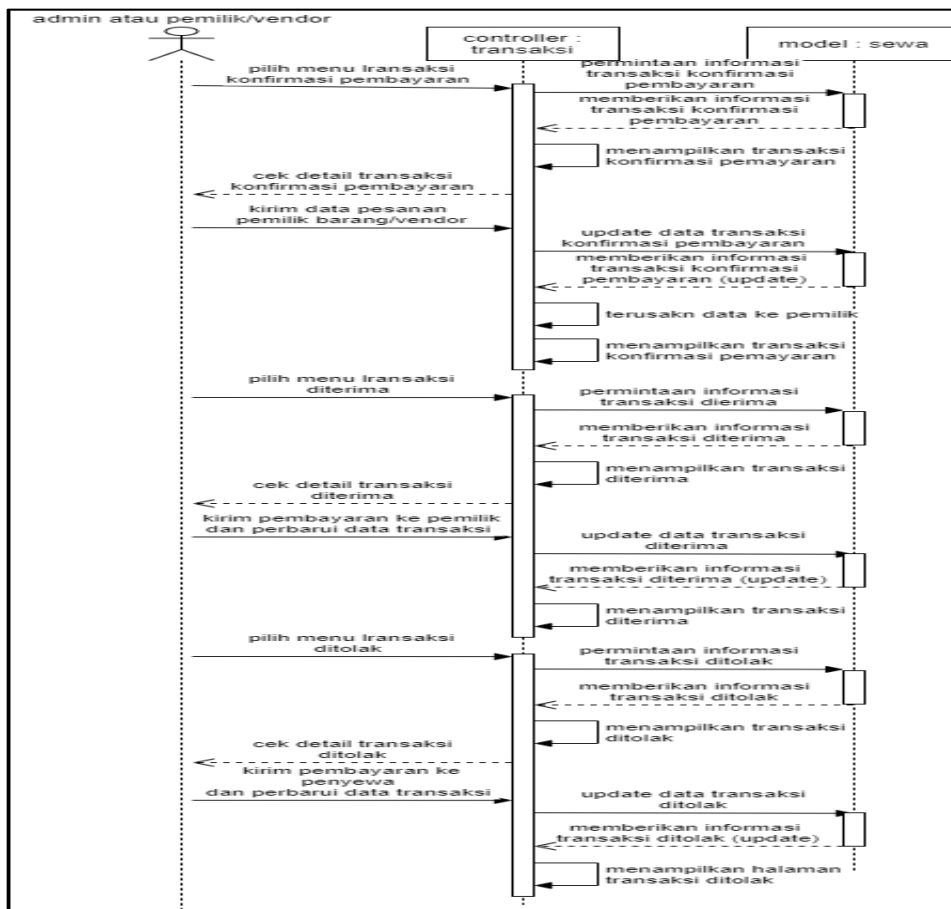 admin atau pemilik/vendor
controller :
transaksi
model : sewa
pilih menu Iransaksi
konfirmasi pembayaran
permintaan informasi
transaksi konfirmasi
pembayaran
memberikan informasi
transaksi konfirmasi
pembayaran
menampilkan transaksi
konfirmasi pemayaran
cek detail transaksi
konfirmasi pembayaran
kirim data pesanan
pemilik barang/vendor
update data transaksi
konfirmasi pembayaran
memberikan informasi
transaksi konfirmasi
pembayaran (update)
terusakn data ke pemilik
menampilkan transaksi
konfirmasi pemayaran
pilih menu Iransaksi
diterima
permintaan informasi
transaksi dierima
memberikan informasi
transaksi diterima
menampilkan transaksi
diterima
cek detail transaksi
diterima
kirim pembayaran ke pemilik
dan perbarui data transaksi
update data transaksi
diterima
memberikan informasi
transaksi diterima (update)
menampilkan transaksi
diterima
pilih menu Iransaksi
ditolak
permintaan informasi
transaksi ditolak
memberikan informasi
transaksi ditolak
menampilkan transaksi
ditolak
cek detail transaksi
ditolak
kirim pembayaran ke
penyewa
dan perbarui data transaksi
update data transaksi
ditolak
memberikan informasi
transaksi ditolak (update)
menampilkan halaman
transaksi ditolak